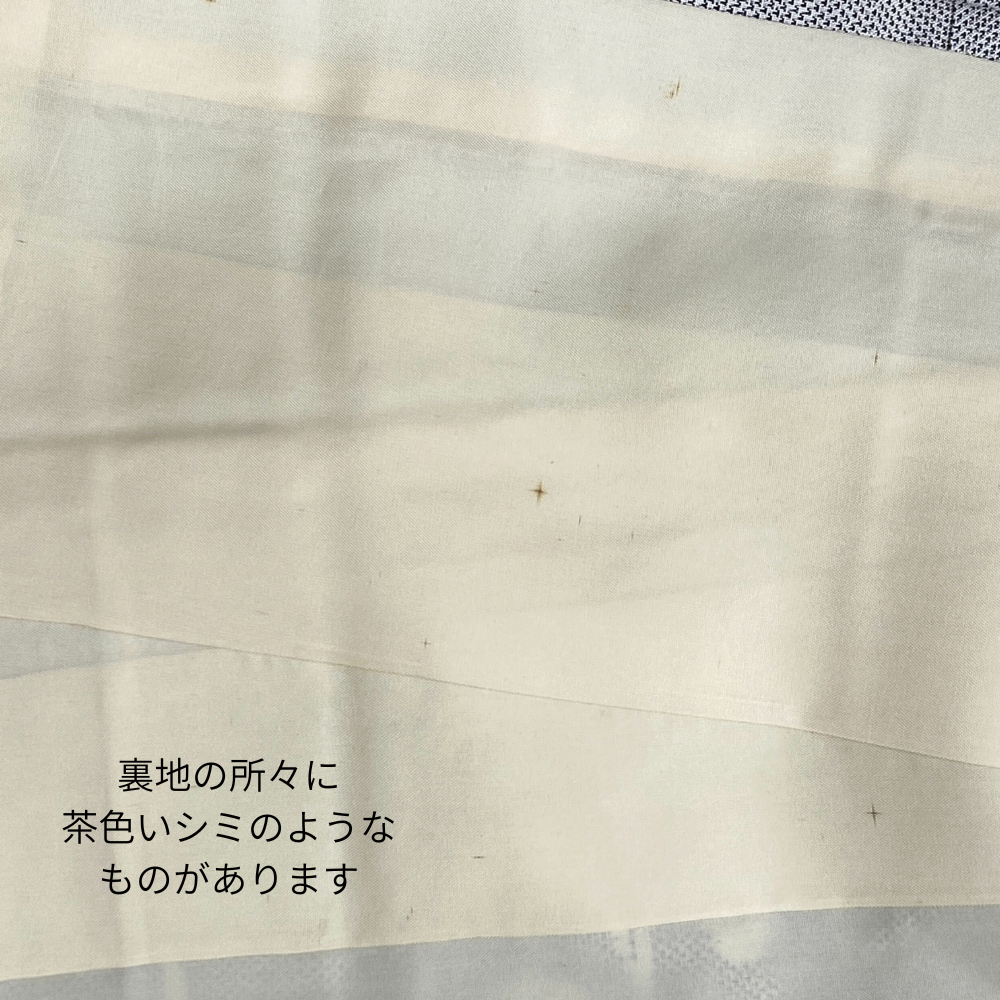 裏地の所々に
茶色いシミのような
ものがあります